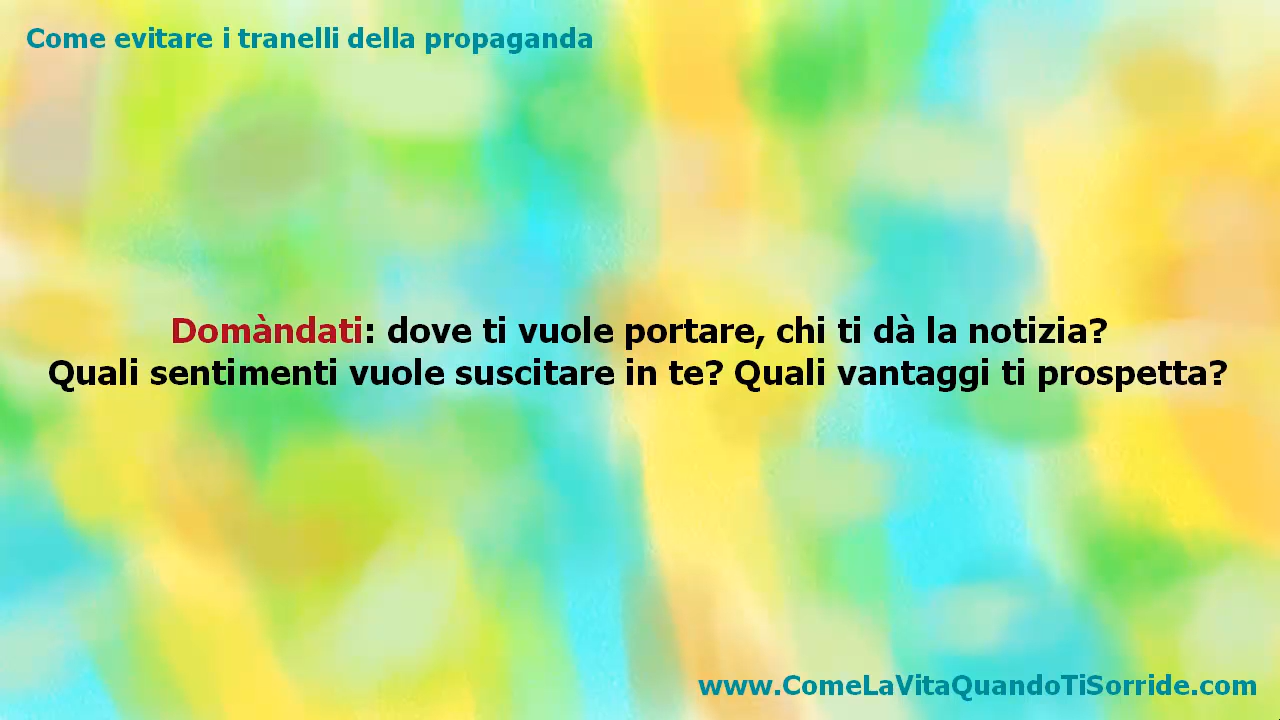 Come evitare i tranelli della propaganda
Domàndati: dove ti vuole portare, chi ti dà la notizia?
Quali sentimenti vuole suscitare in te? Quali vantaggi ti prospetta?
www.ComeLaVitaQuandoTiSorride.com